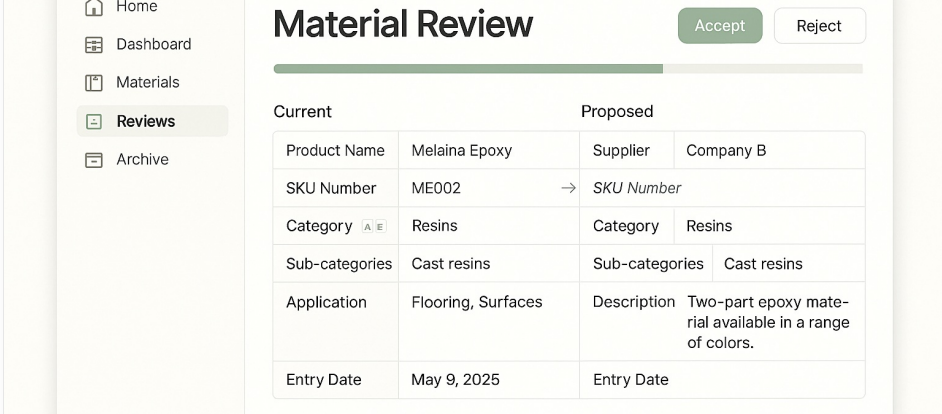 Home
Dashboard
Materials
Reviews
Archive
Material Review
Accept
Reject
Current
Proposed
Product Name Melaina Epoxy Supplier Company B
SKU Number ME002 → SKU Number
Category A E Resins Category Resins
Sub-categories Cast resins Sub-categories Cast resins
Application Flooring, Surfaces Description Two-part epoxy mate-
rial available in a range
of colors.
Entry Date May 9, 2025 Entry Date